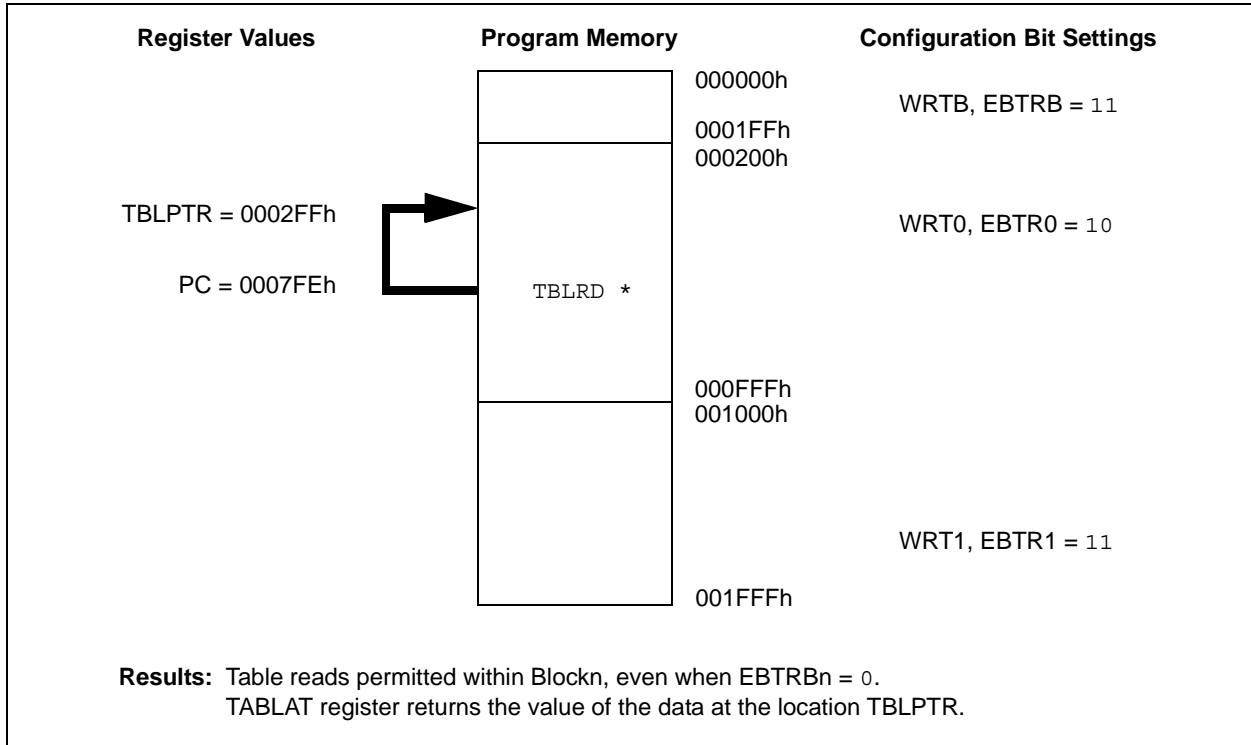 Register Values Program Memory Configuration Bit Settings
000000h
WRTB, EBTRB = 11
0001FFh
000200h
TBLPTR = 0002FFh
WRT0, EBTR0 = 10
PC = 0007FEh
TBLRD *
000FFFh
001000h
WRT1, EBTR1 = 11
001FFFh
Results: Table reads permitted within Blockn, even when EBTRBn = 0.
TABLAT register returns the value of the data at the location TBLPTR.